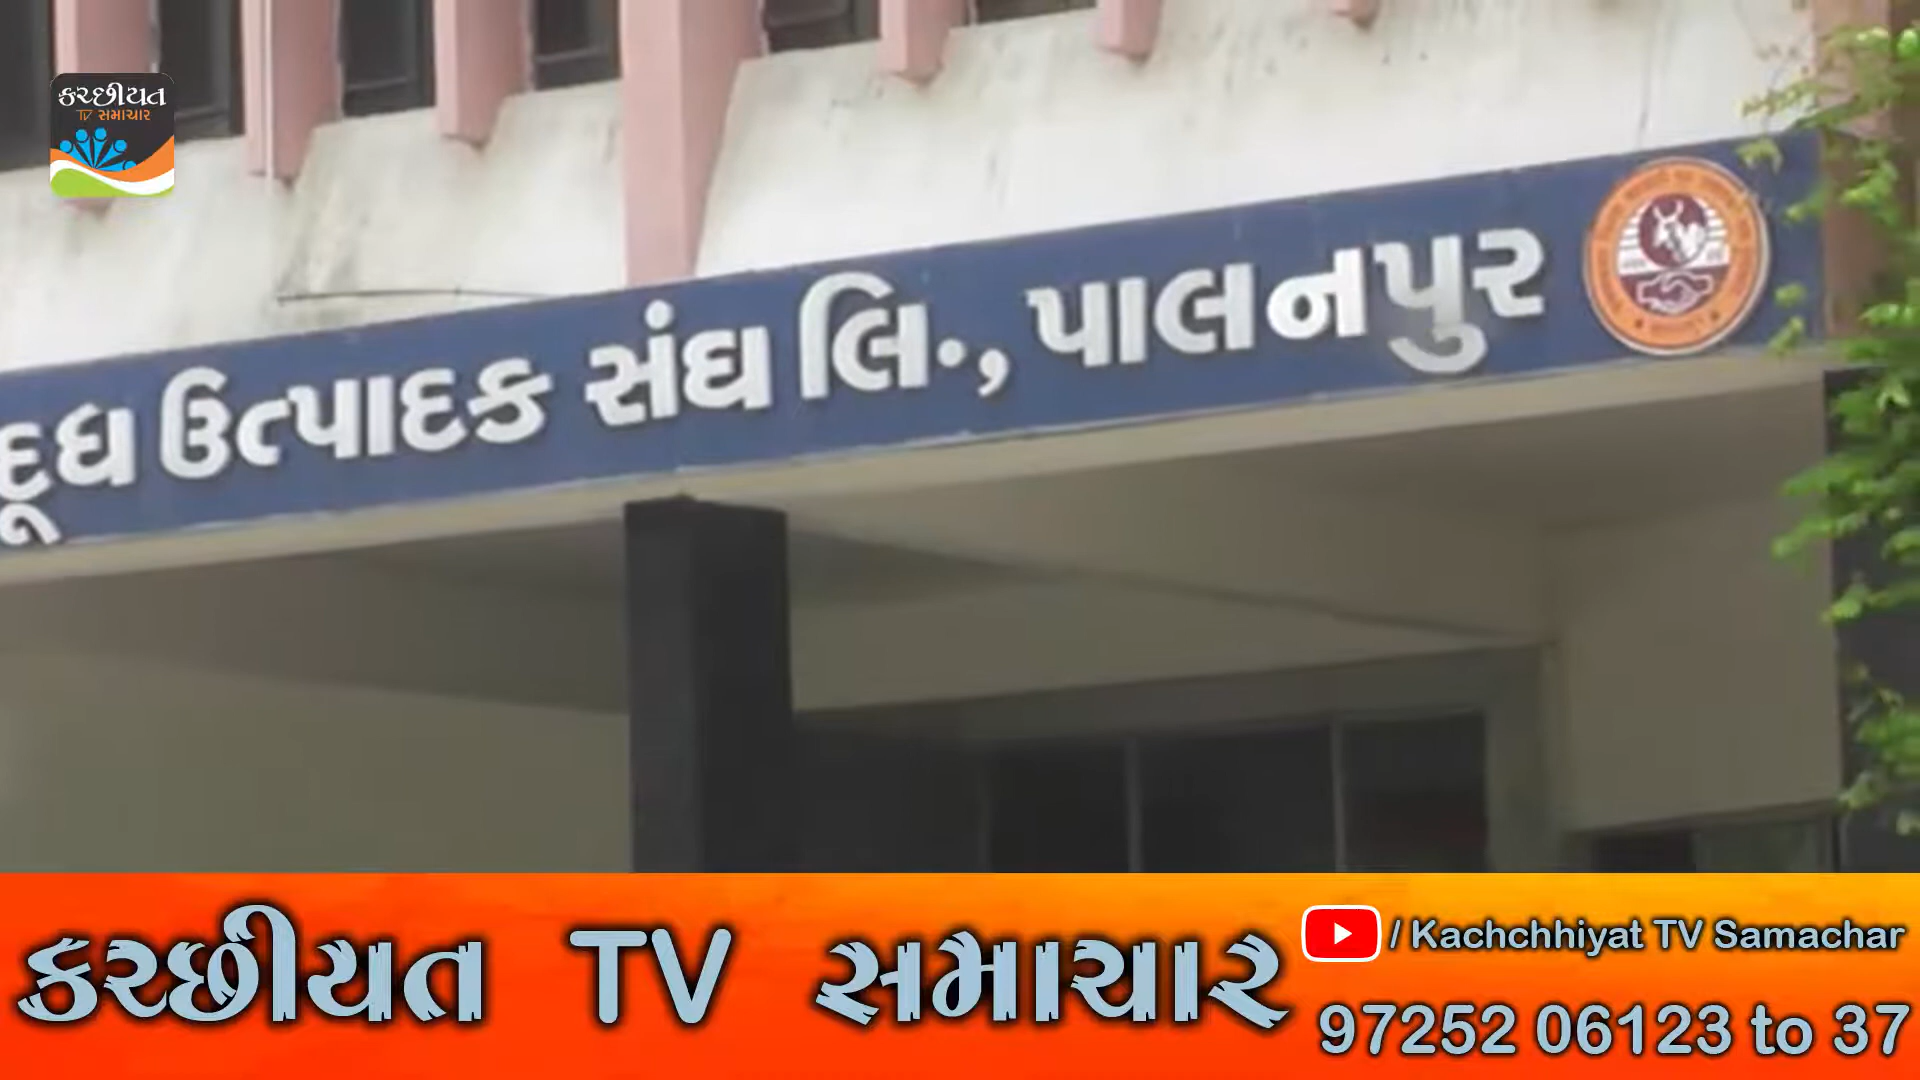 કચ્છીયત
TV સમાચાર
દૂધ ઉત્પાદક સંઘ લિ., પાલનપુર
કચ્છીયત TV સમાચાર
/ Kachchhiyat TV Samachar
97252 06123 to 37